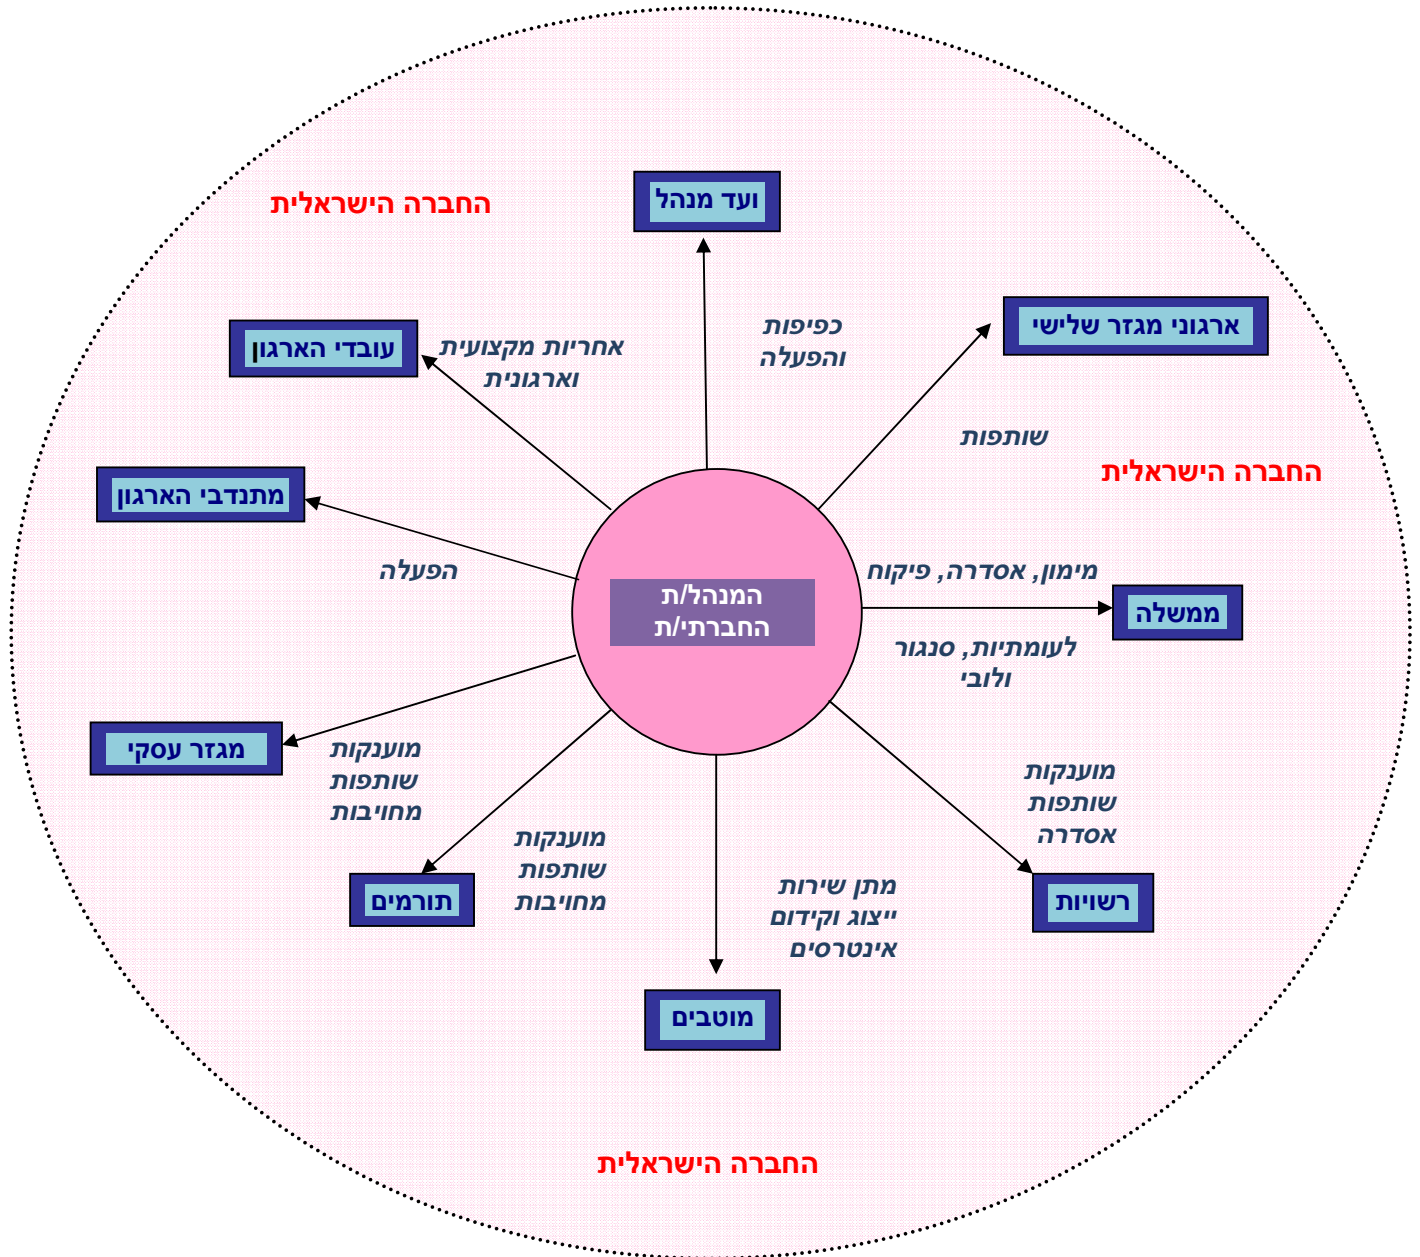 ועד מנהל
החברה הישראלית
ארגוני מגזר שלישי
כפיפות
והפעלה
עובדי הארגון
אחריות מקצועית
וארגונית
שותפות
החברה הישראלית
מתנדבי הארגון
הפעלה
מימון, אסדרה, פיקוח
המנהל/ת
החברתי/ת
ממשלה
לעומתיות, סנגור
ולובי
מגזר עסקי
מוענקות
שותפות
מחויבות
מוענקות
שותפות
אסדרה
מוענקות
שותפות
מחויבות
תורמים
מתן שירות
ייצוג וקידום
אינטרסים
רשויות
מוטבים
החברה הישראלית